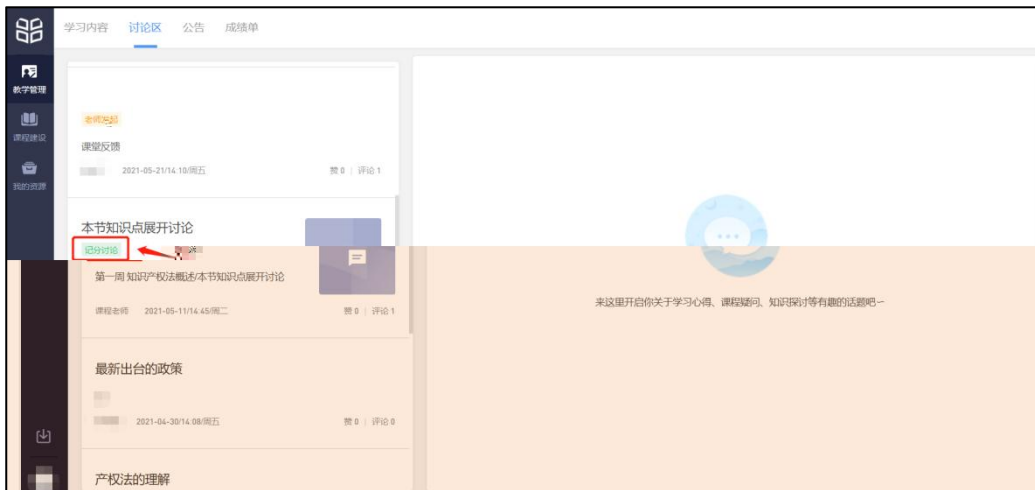 学习内容 讨论区 公告 成绩单
教学管理
课程建设
我的资源
老师发起
课堂反馈
2021-05-21/14:10/周五 赞 0 | 评论 1
本节知识点展开讨论
记分讨论
第一周 知识产权法概述/本节知识点展开讨论
课程老师 2021-05-11/14:45/周二 赞 0 | 评论 1
最新出台的政策
2021-04-30/14:08/周五 赞 0 | 评论 0
产权法的理解
来这里开启你关于学习心得、课程疑问、知识探讨等有趣的话题吧~